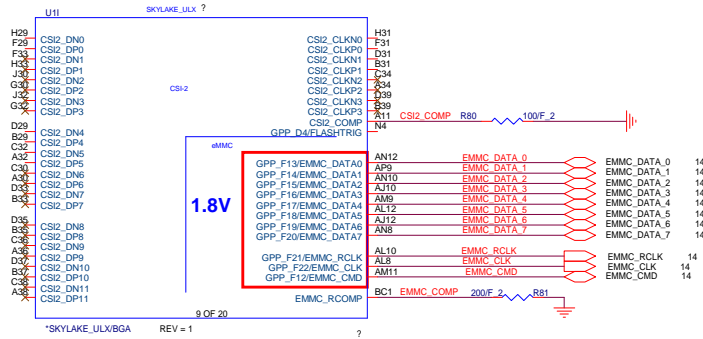 U1I SKYLAKE_ULX ?
H29 CSI2_DN0 CSI2_CLKN0 H31
F29 CSI2_DP0 CSI2_CLKP0 F31
F33 CSI2_DN1 CSI2_CLKN1 D31
H33 CSI2_DP1 CSI2_CLKP1 B31
J30 CSI2_DN2 CSI2_CLKN2 C34
G30 CSI2_DP2 CSI2_CLKP2 A34
J32 CSI2_DN3 CSI2_CLKN3 D39
G32 CSI2_DP3 CSI2_CLKP3 B39
CSI-2
CSI2_COMP A11 CSI2_COMP R80 100/F_2
D29 CSI2_DN4 GPP_D4/FLASHTRIG N4
B29 CSI2_DP4
C32 CSI2_DN5
A32 CSI2_DP5
C30 CSI2_DN6
A30 CSI2_DP6
D33 CSI2_DN7
B33 CSI2_DP7
eMMC
1.8V
GPP_F13/EMMC_DATA0 AN12 EMMC_DATA_0 EMMC_DATA_0 14
GPP_F14/EMMC_DATA1 AP9 EMMC_DATA_1 EMMC_DATA_1 14
GPP_F15/EMMC_DATA2 AN10 EMMC_DATA_2 EMMC_DATA_2 14
GPP_F16/EMMC_DATA3 AJ10 EMMC_DATA_3 EMMC_DATA_3 14
GPP_F17/EMMC_DATA4 AM9 EMMC_DATA_4 EMMC_DATA_4 14
GPP_F18/EMMC_DATA5 AL12 EMMC_DATA_5 EMMC_DATA_5 14
GPP_F19/EMMC_DATA6 AJ12 EMMC_DATA_6 EMMC_DATA_6 14
GPP_F20/EMMC_DATA7 AN8 EMMC_DATA_7 EMMC_DATA_7 14
D35 CSI2_DN8
B35 CSI2_DP8
C36 CSI2_DN9
A36 CSI2_DP9
D37 CSI2_DN10
B37 CSI2_DP10
C38 CSI2_DN11
A38 CSI2_DP11
GPP_F21/EMMC_RCLK AL10 EMMC_RCLK EMMC_RCLK 14
GPP_F22/EMMC_CLK AL8 EMMC_CLK EMMC_CLK 14
GPP_F12/EMMC_CMD AM11 EMMC_CMD EMMC_CMD 14
EMMC_RCOMP BC1 EMMC_COMP 200/F_2 R81
9 OF 20
*SKYLAKE_ULX/BGA REV = 1
?